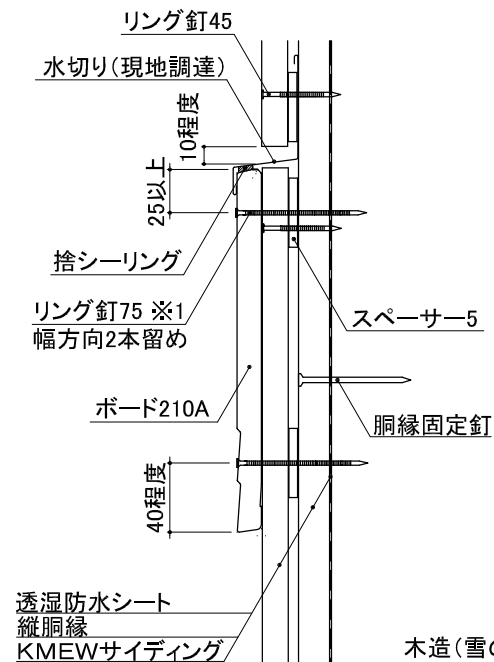 リング釘45
水切り(現地調達)
10程度
25以上
捨シーリング
リング釘75 ※1
幅方向2本留め
スペーサー5
ボード210A
胴縁固定釘
40程度
透湿防水シート
縦胴縁
KMEWサイディング
木造(雪の